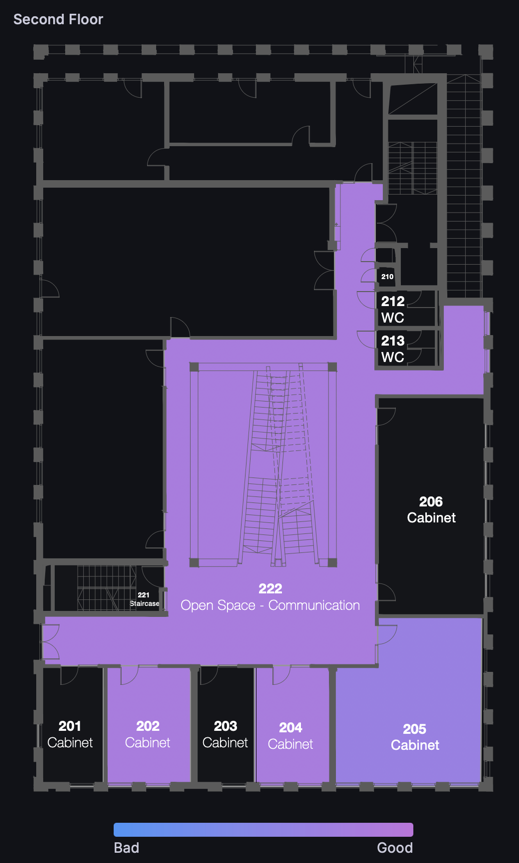 Second Floor
210
212
WC
213
WC
206
Cabinet
221
Staircase
222
Open Space - Communication
201
Cabinet
202
Cabinet
203
Cabinet
204
Cabinet
205
Cabinet
Bad
Good